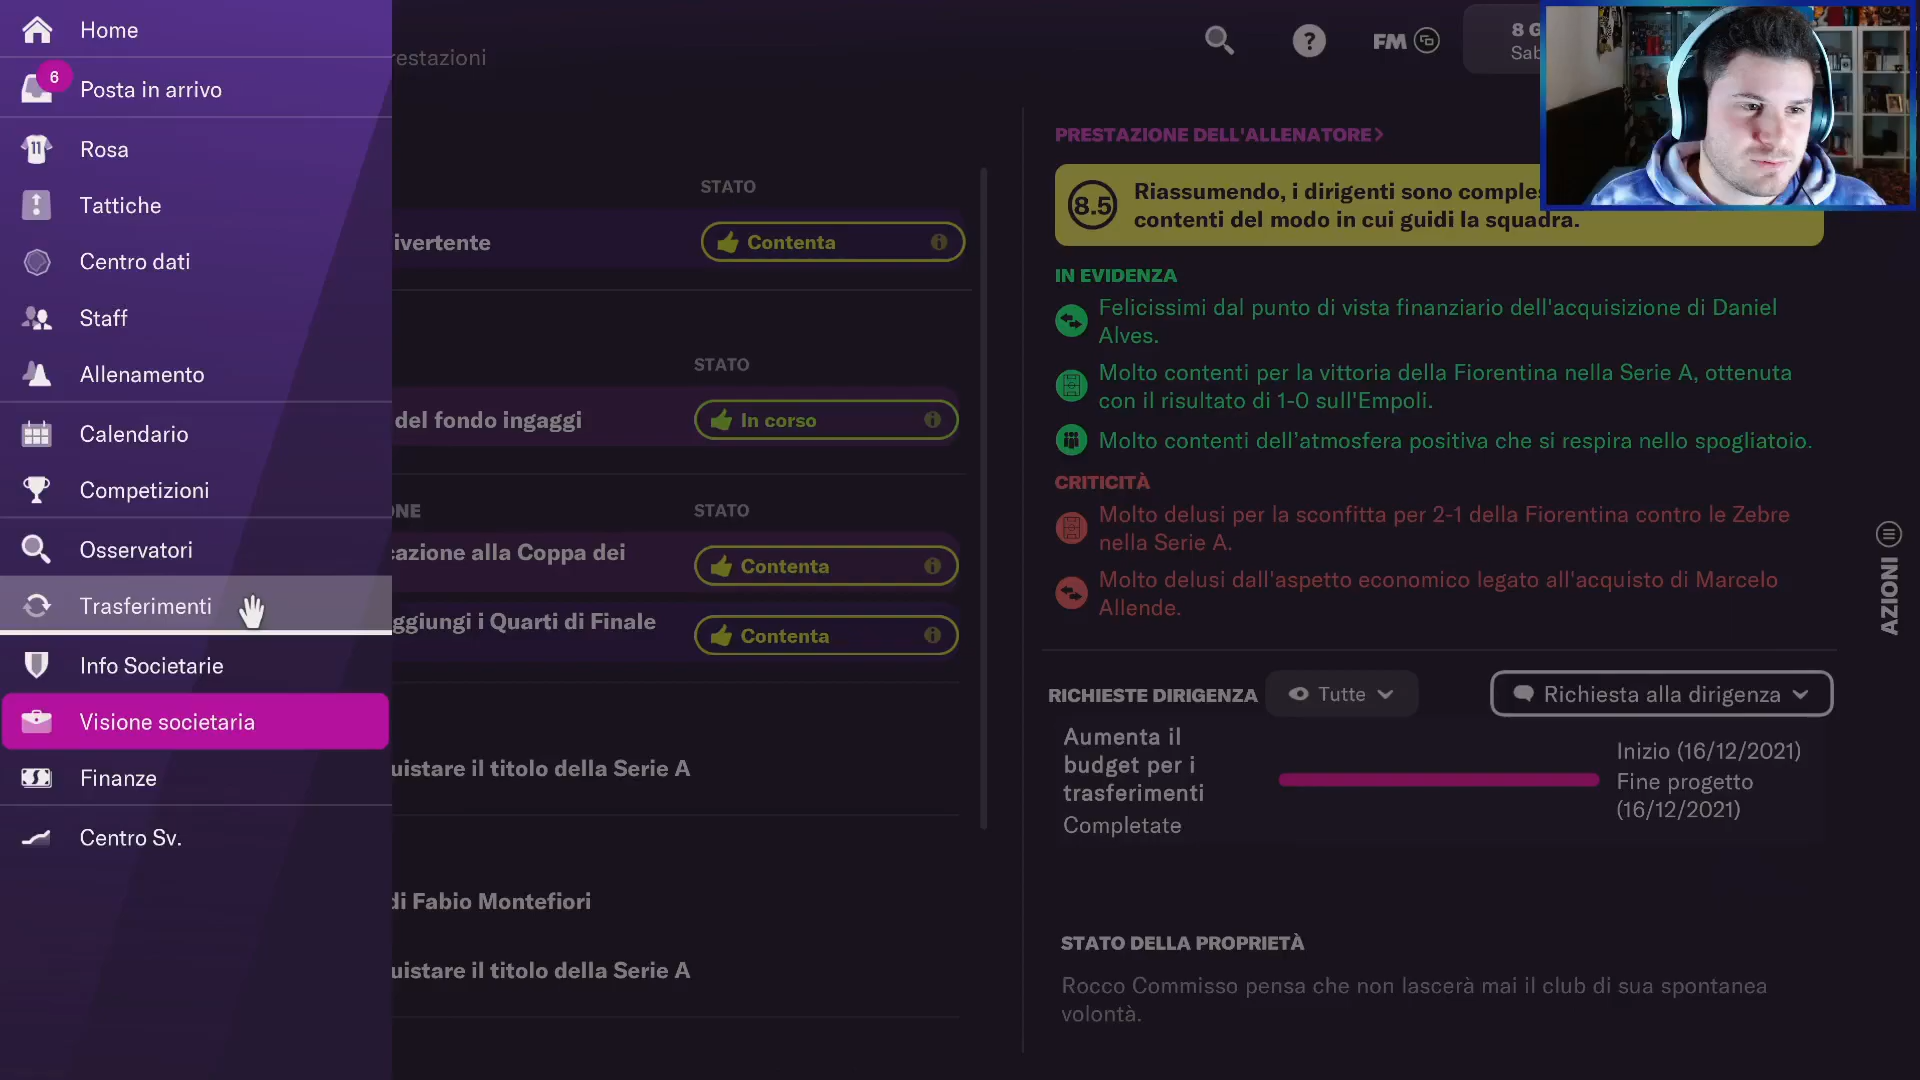 Home
6
Posta in arrivo
11
Rosa
Tattiche
Centro dati
Staff
Allenamento
Calendario
Competizioni
Osservatori
Trasferimenti
Info Societarie
Visione societaria
Finanze
Centro Sv.
estazioni
? FM
8 G
Sab
STATO
ivertente
Contenta
STATO
del fondo ingaggi
In corso
ONE
STATO
cazione alla Coppa dei
Contenta
ggiungi i Quarti di Finale
Contenta
uistare il titolo della Serie A
di Fabio Montefiori
uistare il titolo della Serie A
PRESTAZIONE DELL'ALLENATORE>
8.5
Riassumendo, i dirigenti sono comples
contenti del modo in cui guidi la squadra.
IN EVIDENZA
Felicissimi dal punto di vista finanziario dell'acquisizione di Daniel
Alves.
Molto contenti per la vittoria della Fiorentina nella Serie A, ottenuta
con il risultato di 1-0 sull'Empoli.
Molto contenti dell'atmosfera positiva che si respira nello spogliatoio.
CRITICITÀ
Molto delusi per la sconfitta per 2-1 della Fiorentina contro le Zebre
nella Serie A.
Molto delusi dall'aspetto economico legato all'acquisto di Marcelo
Allende.
RICHIESTE DIRIGENZA
Tutte
Richiesta alla dirigenza
Aumenta il
budget per i
trasferimenti
Completate
Inizio (16/12/2021)
Fine progetto
(16/12/2021)
STATO DELLA PROPRIETÀ
Rocco Commisso pensa che non lascerà mai il club di sua spontanea
volontà.
AZIONI